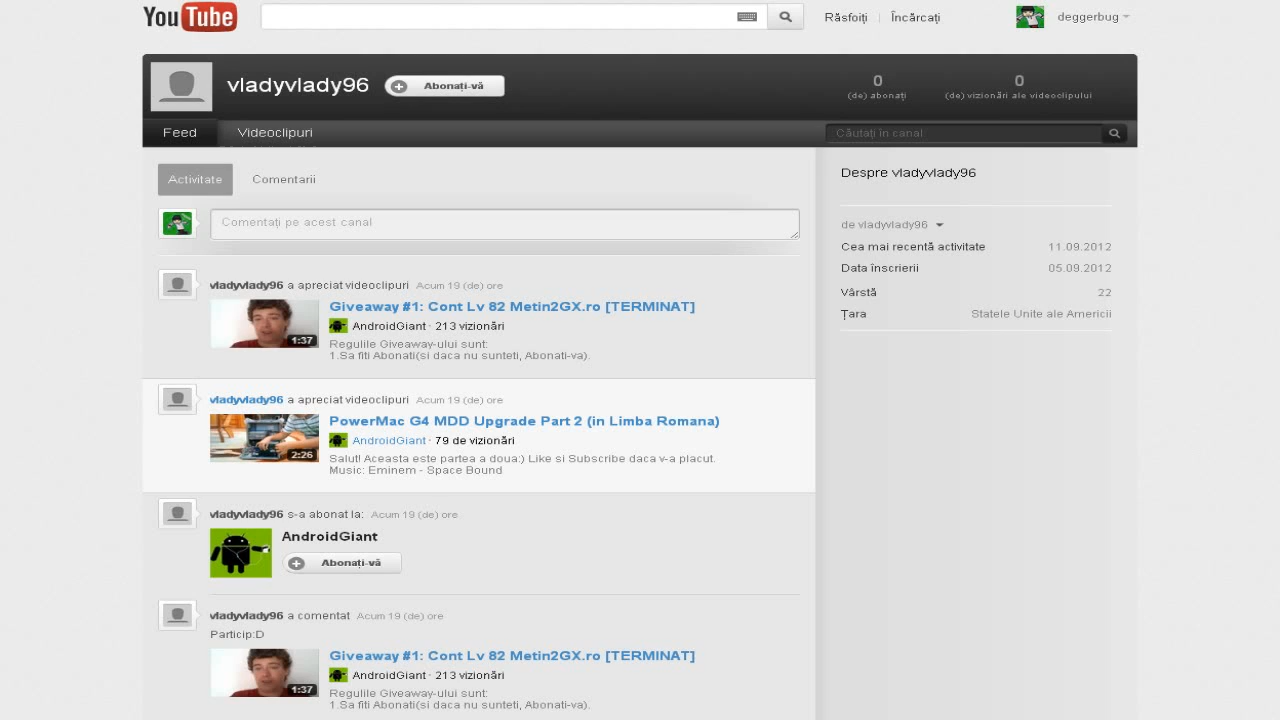 YouTube
Răsfoiți
Încărcați
deggerbug
vladyvlady96
Abonați-vă
0
(de) abonați
0
(de) vizionări ale videoclipului
Feed
Videoclipuri
Căutați în canal
Activitate
Comentarii
Comentați pe acest canal
vladyvlady96 a apreciat videoclipuri Acum 19 (de) ore
Giveaway #1: Cont Lv 82 Metin2GX.ro [TERMINAT]
AndroidGiant · 213 vizionări
1:37
Regulile Giveaway-ului sunt:
1.Sa fiti Abonati(si daca nu sunteti, Abonati-va).
vladyvlady96 a apreciat videoclipuri Acum 19 (de) ore
PowerMac G4 MDD Upgrade Part 2 (in Limba Romana)
AndroidGiant · 79 de vizionări
2:26
Salut! Aceasta este partea a doua:) Like si Subscribe daca v-a placut.
Music: Eminem - Space Bound
vladyvlady96 s-a abonat la: Acum 19 (de) ore
AndroidGiant
Abonați-vă
vladyvlady96 a comentat Acum 19 (de) ore
Particip:D
Giveaway #1: Cont Lv 82 Metin2GX.ro [TERMINAT]
AndroidGiant · 213 vizionări
1:37
Regulile Giveaway-ului sunt:
1.Sa fiti Abonati(si daca nu sunteti, Abonati-va).
Despre vladyvlady96
de vladyvlady96
Cea mai recentă activitate 11.09.2012
Data înscrierii 05.09.2012
Vârstă 22
Țara Statele Unite ale Americii